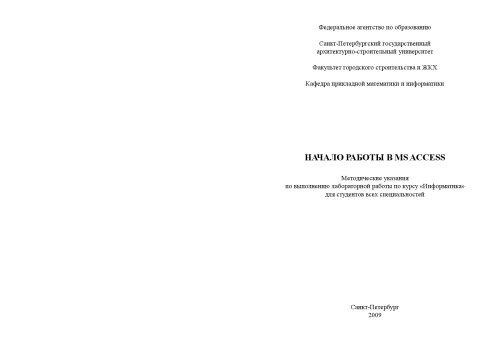 Федеральное агентство по образованию
Санкт-Петербургский государственный
архитектурно-строительный университет
Факультет городского строительства и ЖКХ
Кафедра прикладной математики и информатики
НАЧАЛО РАБОТЫ В MS ACCESS
Методические указания
по выполнению лабораторной работы по курсу «Информатика»
для студентов всех специальностей
Санкт-Петербург
2009